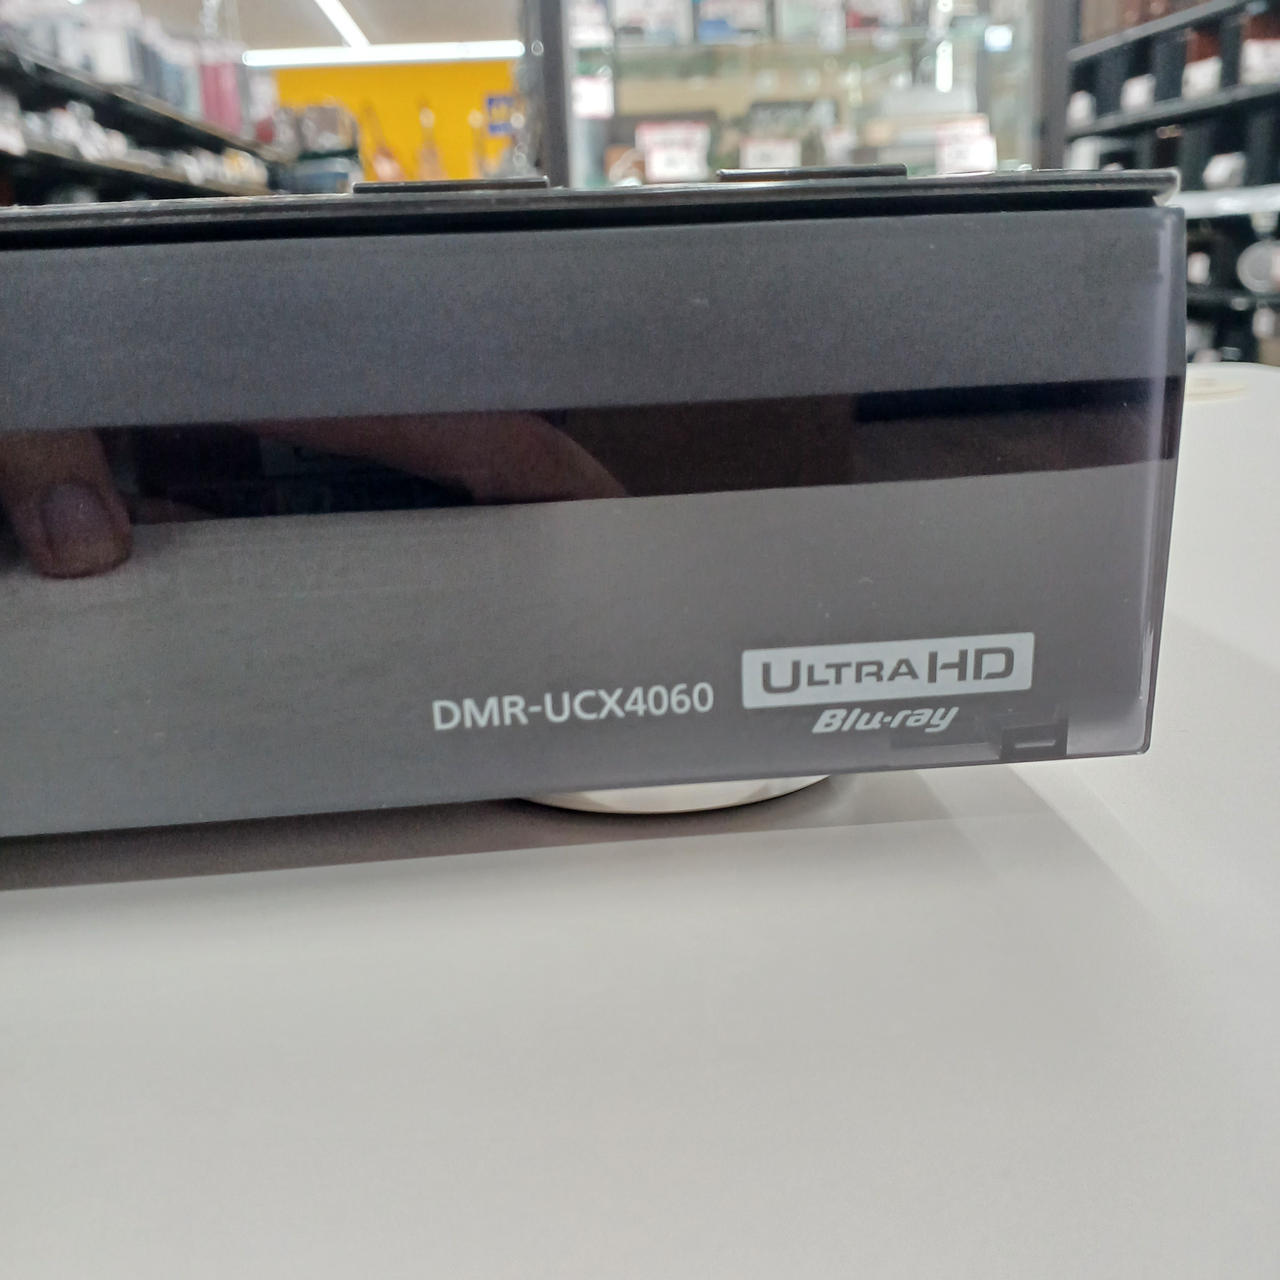 DMR-UCX4060
ULTRA HD
Blu-ray